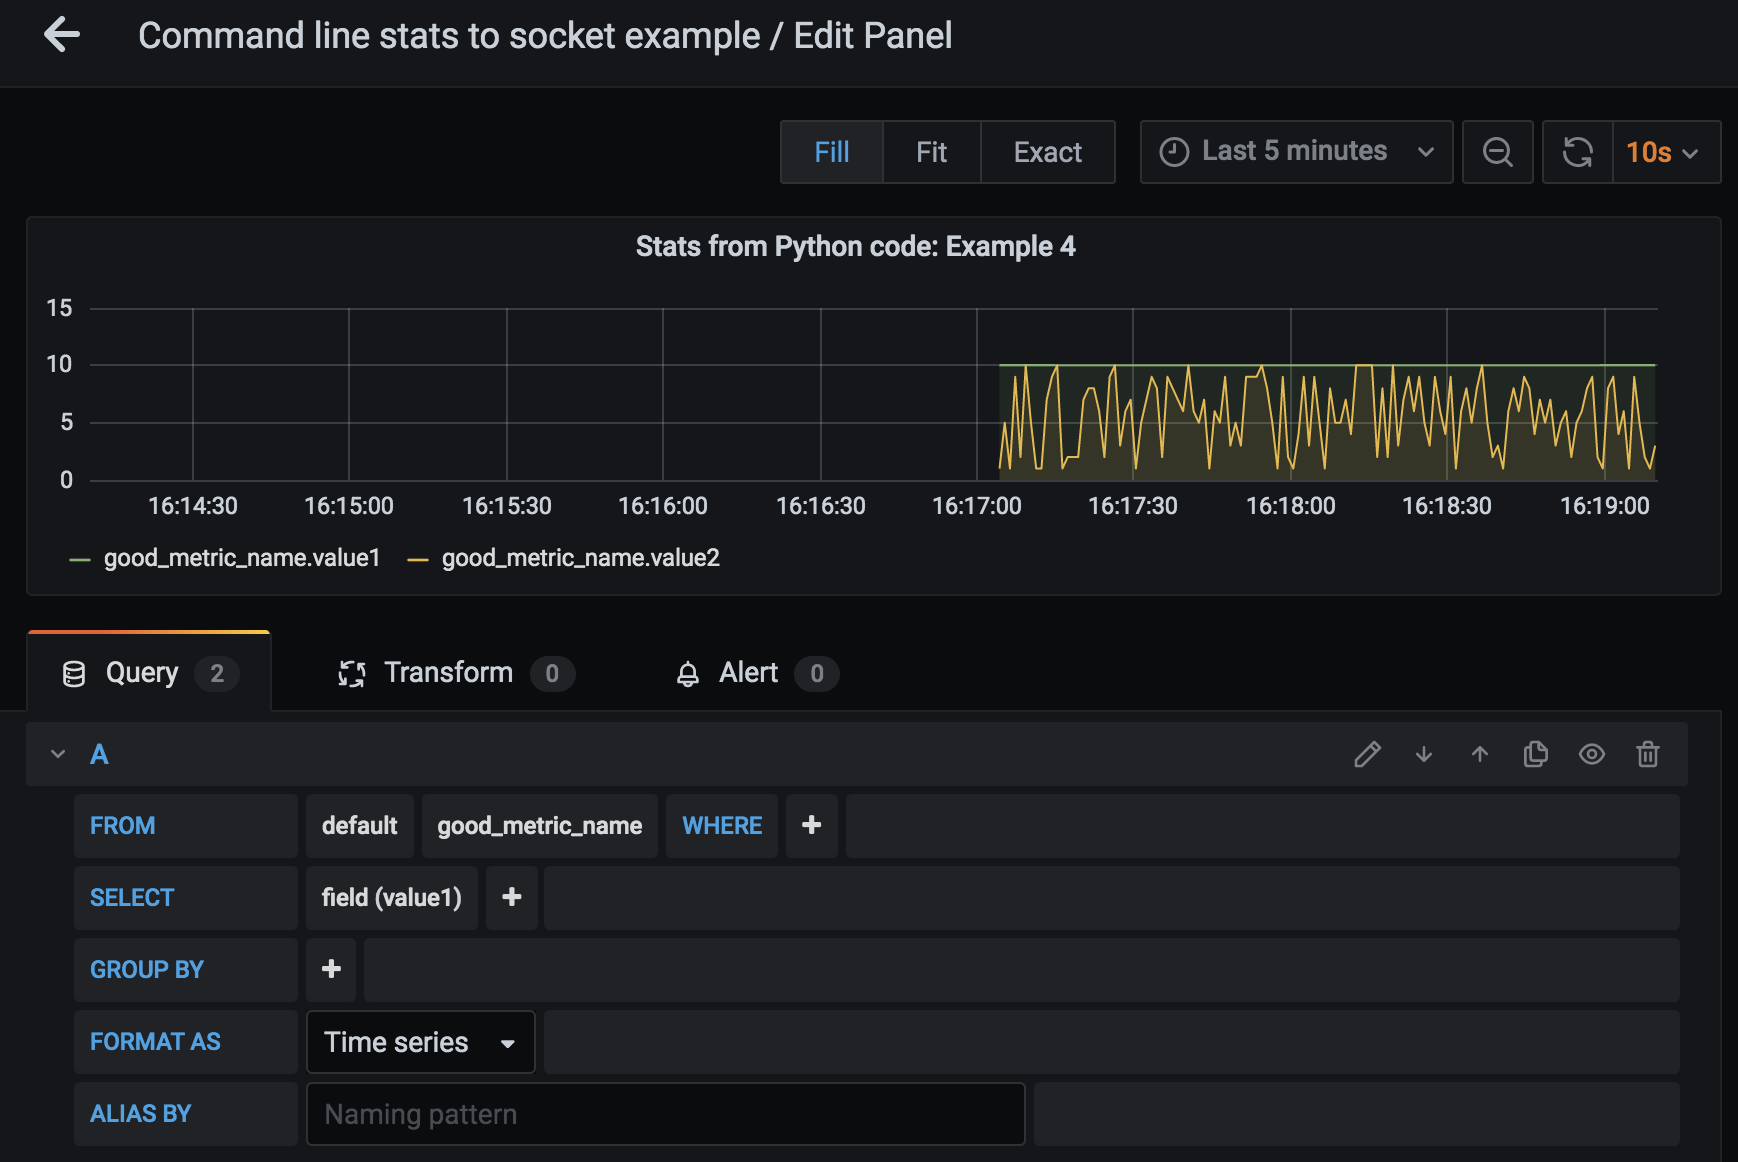 Command line stats to socket example / Edit Panel
Fill Fit Exact Last 5 minutes 10s
Stats from Python code: Example 4
15
10
5
0
16:14:30 16:15:00 16:15:30 16:16:00 16:16:30 16:17:00 16:17:30 16:18:00 16:18:30 16:19:00
good_metric_name.value1 good_metric_name.value2
Query 2 Transform 0 Alert 0
A
FROM default good_metric_name WHERE +
SELECT field (value1) +
GROUP BY +
FORMAT AS Time series
ALIAS BY Naming pattern